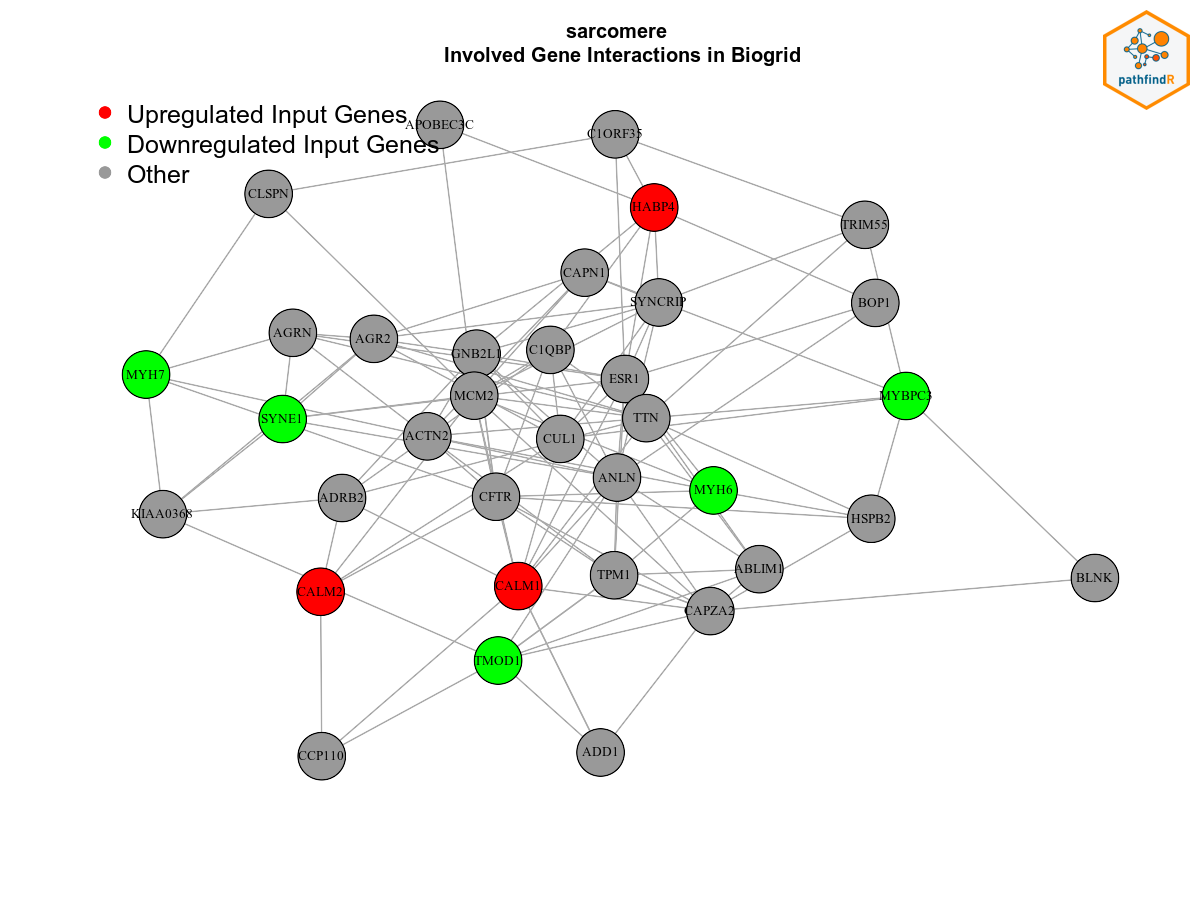 sarcomere
Involved Gene Interactions in Biogrid
pathfindR
Upregulated Input Genes
Downregulated Input Genes
Other
APOBEC3C
C1ORF35
CLSPN
HABP4
TRIM55
CAPN1
SYNCRIP
BOP1
AGRN
AGR2
GNB2L1
C1QBP
MYH7
ESR1
MCM2
MYBPC3
SYNE1
TTN
ACTN2
CUL1
ANLN
MYH6
ADRB2
CFTR
KIAA0368
HSPB2
CALM2
CALM1
TPM1
ABLIM1
BLNK
CAPZA2
TMOD1
CCP110
ADD1